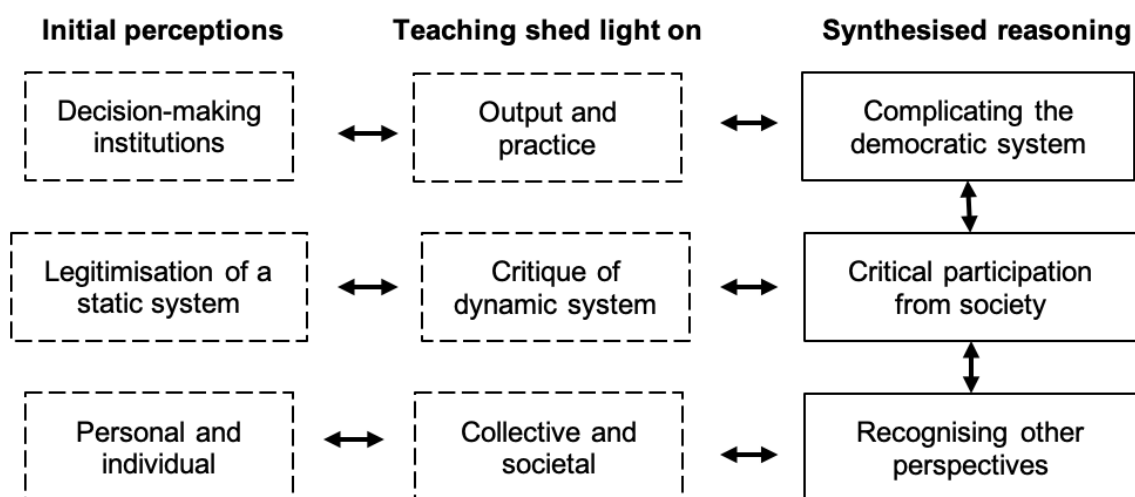 Initial perceptions
Teaching shed light on
Synthesised reasoning
Decision-making
institutions
Output and
practice
Complicating the
democratic system
Legitimisation of a
static system
Critique of
dynamic system
Critical participation
from society
Personal and
individual
Collective and
societal
Recognising other
perspectives